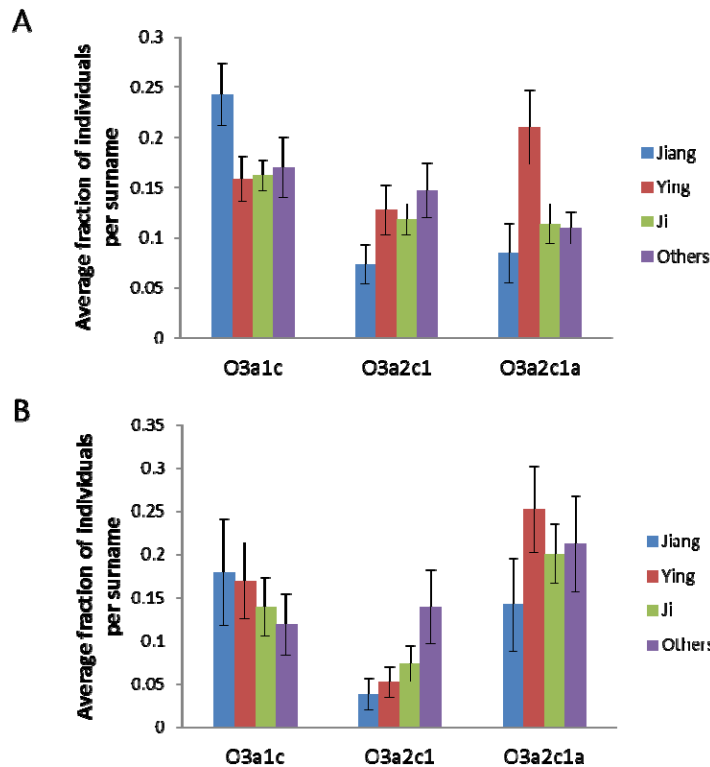 A
Average fraction of individuals
per surname
0.3
0.25
0.2
0.15
0.1
0.05
0
O3a1c
O3a2c1
O3a2c1a
Jiang
Ying
Ji
Others
B
Average fraction of individuals
per surname
0.35
0.3
0.25
0.2
0.15
0.1
0.05
0
O3a1c
O3a2c1
O3a2c1a
Jiang
Ying
Ji
Others